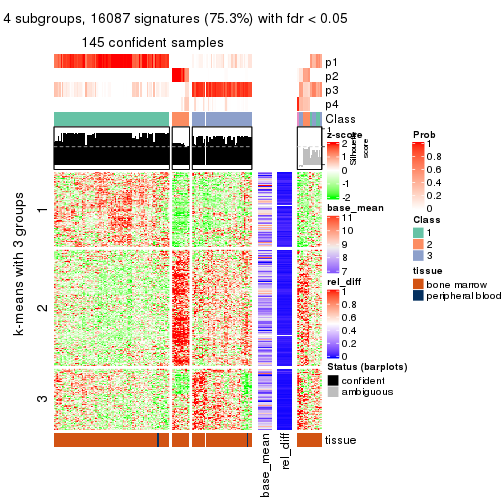 4 subgroups, 16087 signatures (75.3%) with fdr < 0.05
145 confident samples
p1
p2
p3
p4
Class
1
Silhouette
score
k-means with 3 groups
1
2
3
tissue
base_mean
rel_diff
z-score
2
1
0
-1
-2
base_mean
11
10
9
8
7
rel_diff
1
0.8
0.6
0.4
0.2
0
Status (barplots)
confident
ambiguous
Prob
1
0.8
0.6
0.4
0.2
0
Class
1
2
3
tissue
bone marrow
peripheral blood